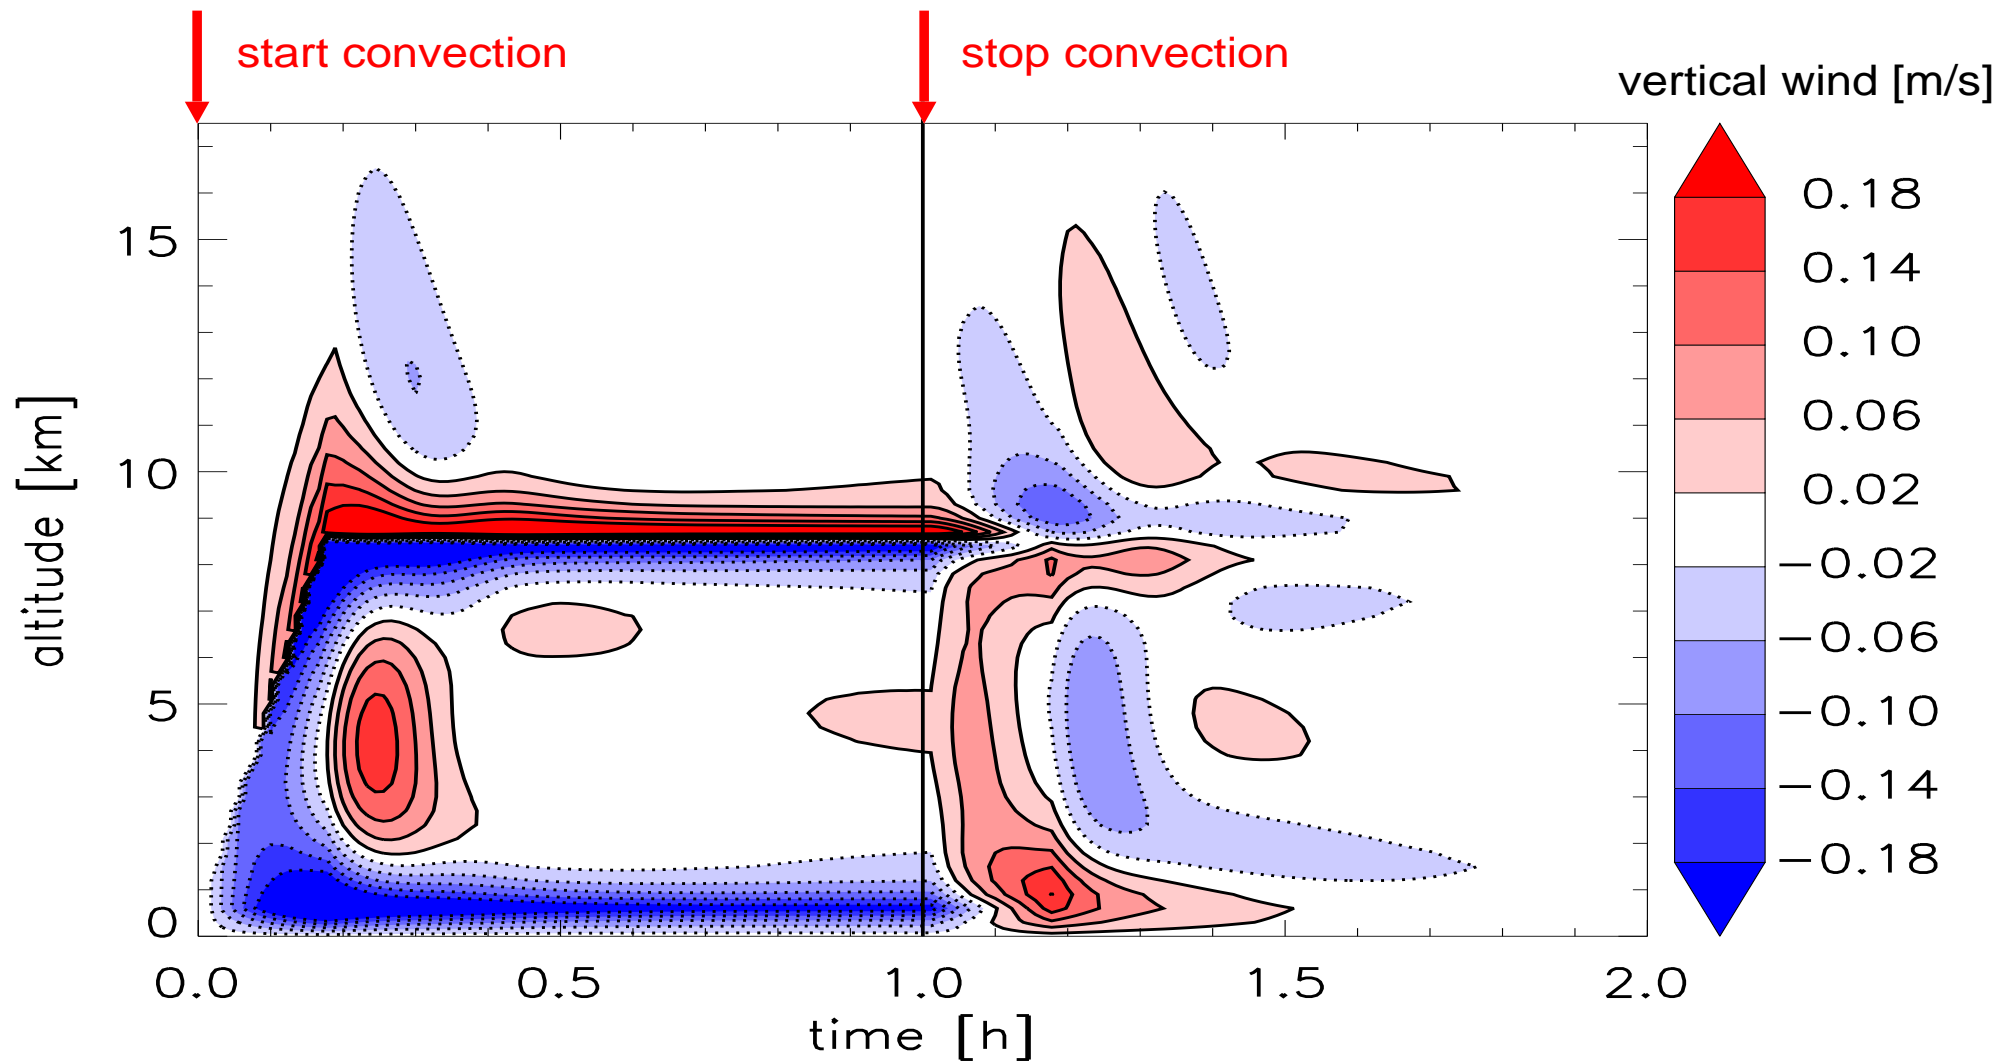 start convection
stop convection
vertical wind [m/s]
0.18
0.14
0.10
0.06
0.02
−0.02
−0.06
−0.10
−0.14
−0.18
altitude [km]
15
10
5
0
0.0 0.5 1.0 1.5 2.0
time [h]